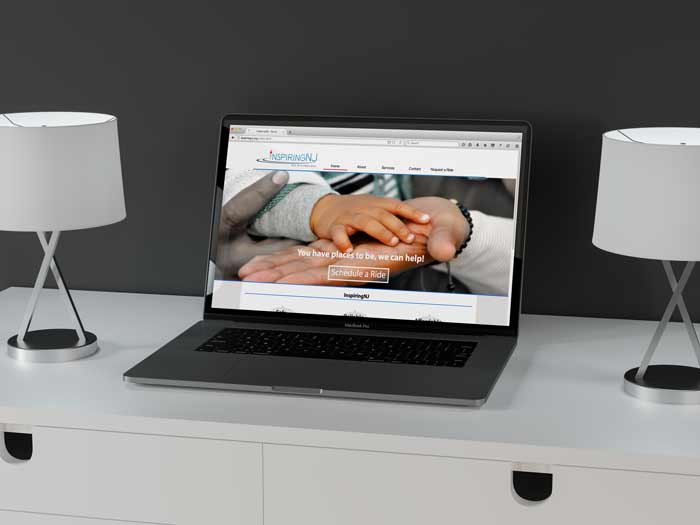 INSPIRINGNJ
Home
About
Services
Contact
Request a Ride
You have places to be, we can help!
Schedule a Ride
InspiringNJ
MacBook Pro